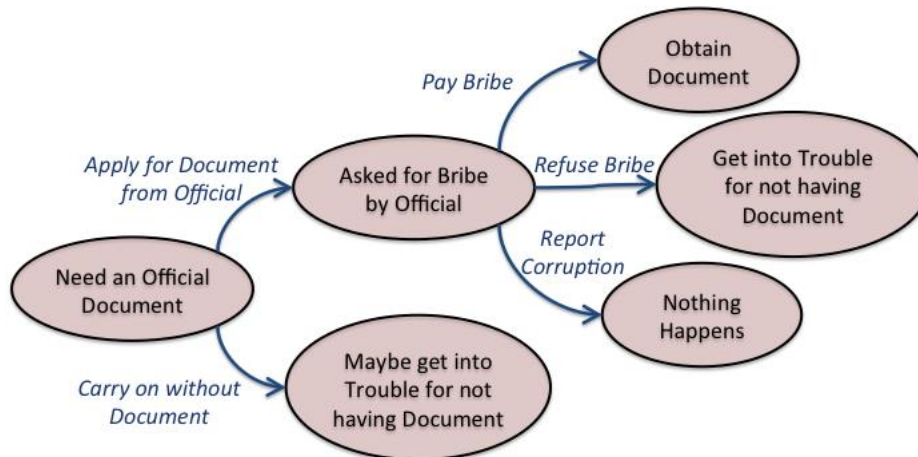 Obtain
Document
Pay Bribe
Apply for Document
from Official
Asked for Bribe
by Official
Refuse Bribe
Get into Trouble
for not having
Document
Report
Corruption
Need an Official
Document
Nothing
Happens
Carry on without
Document
Maybe get into
Trouble for not
having Document